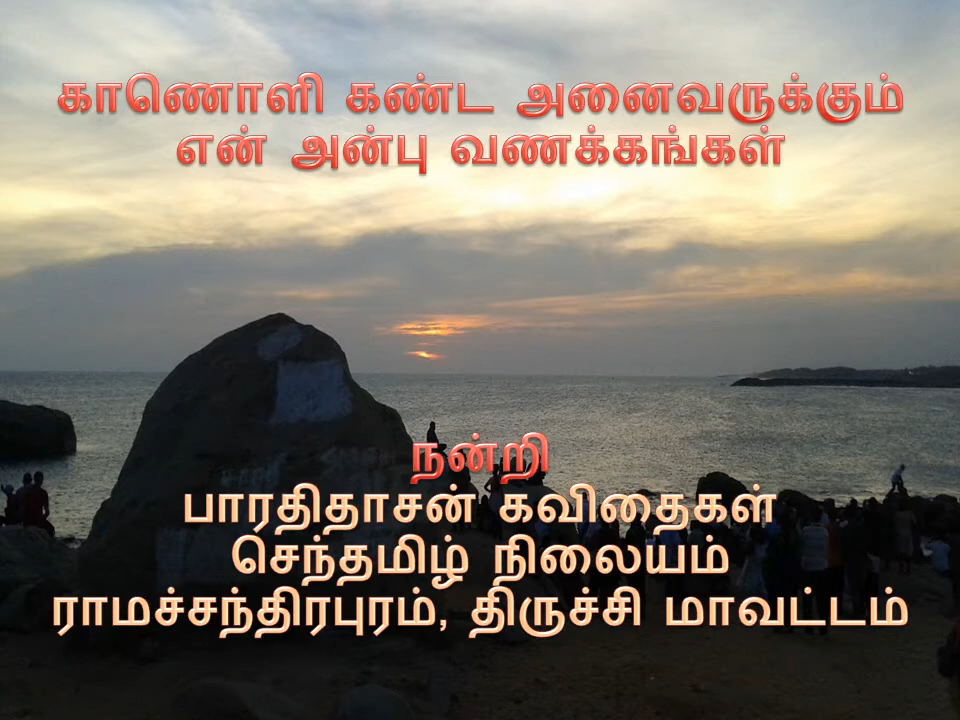 காணொளி கண்ட அனைவருக்கும்
என் அன்பு வணக்கங்கள்
நன்றி
பாரதிதாசன் கவிதைகள்
செந்தமிழ் நிலையம்
ராமச்சந்திரபுரம், திருச்சி மாவட்டம்